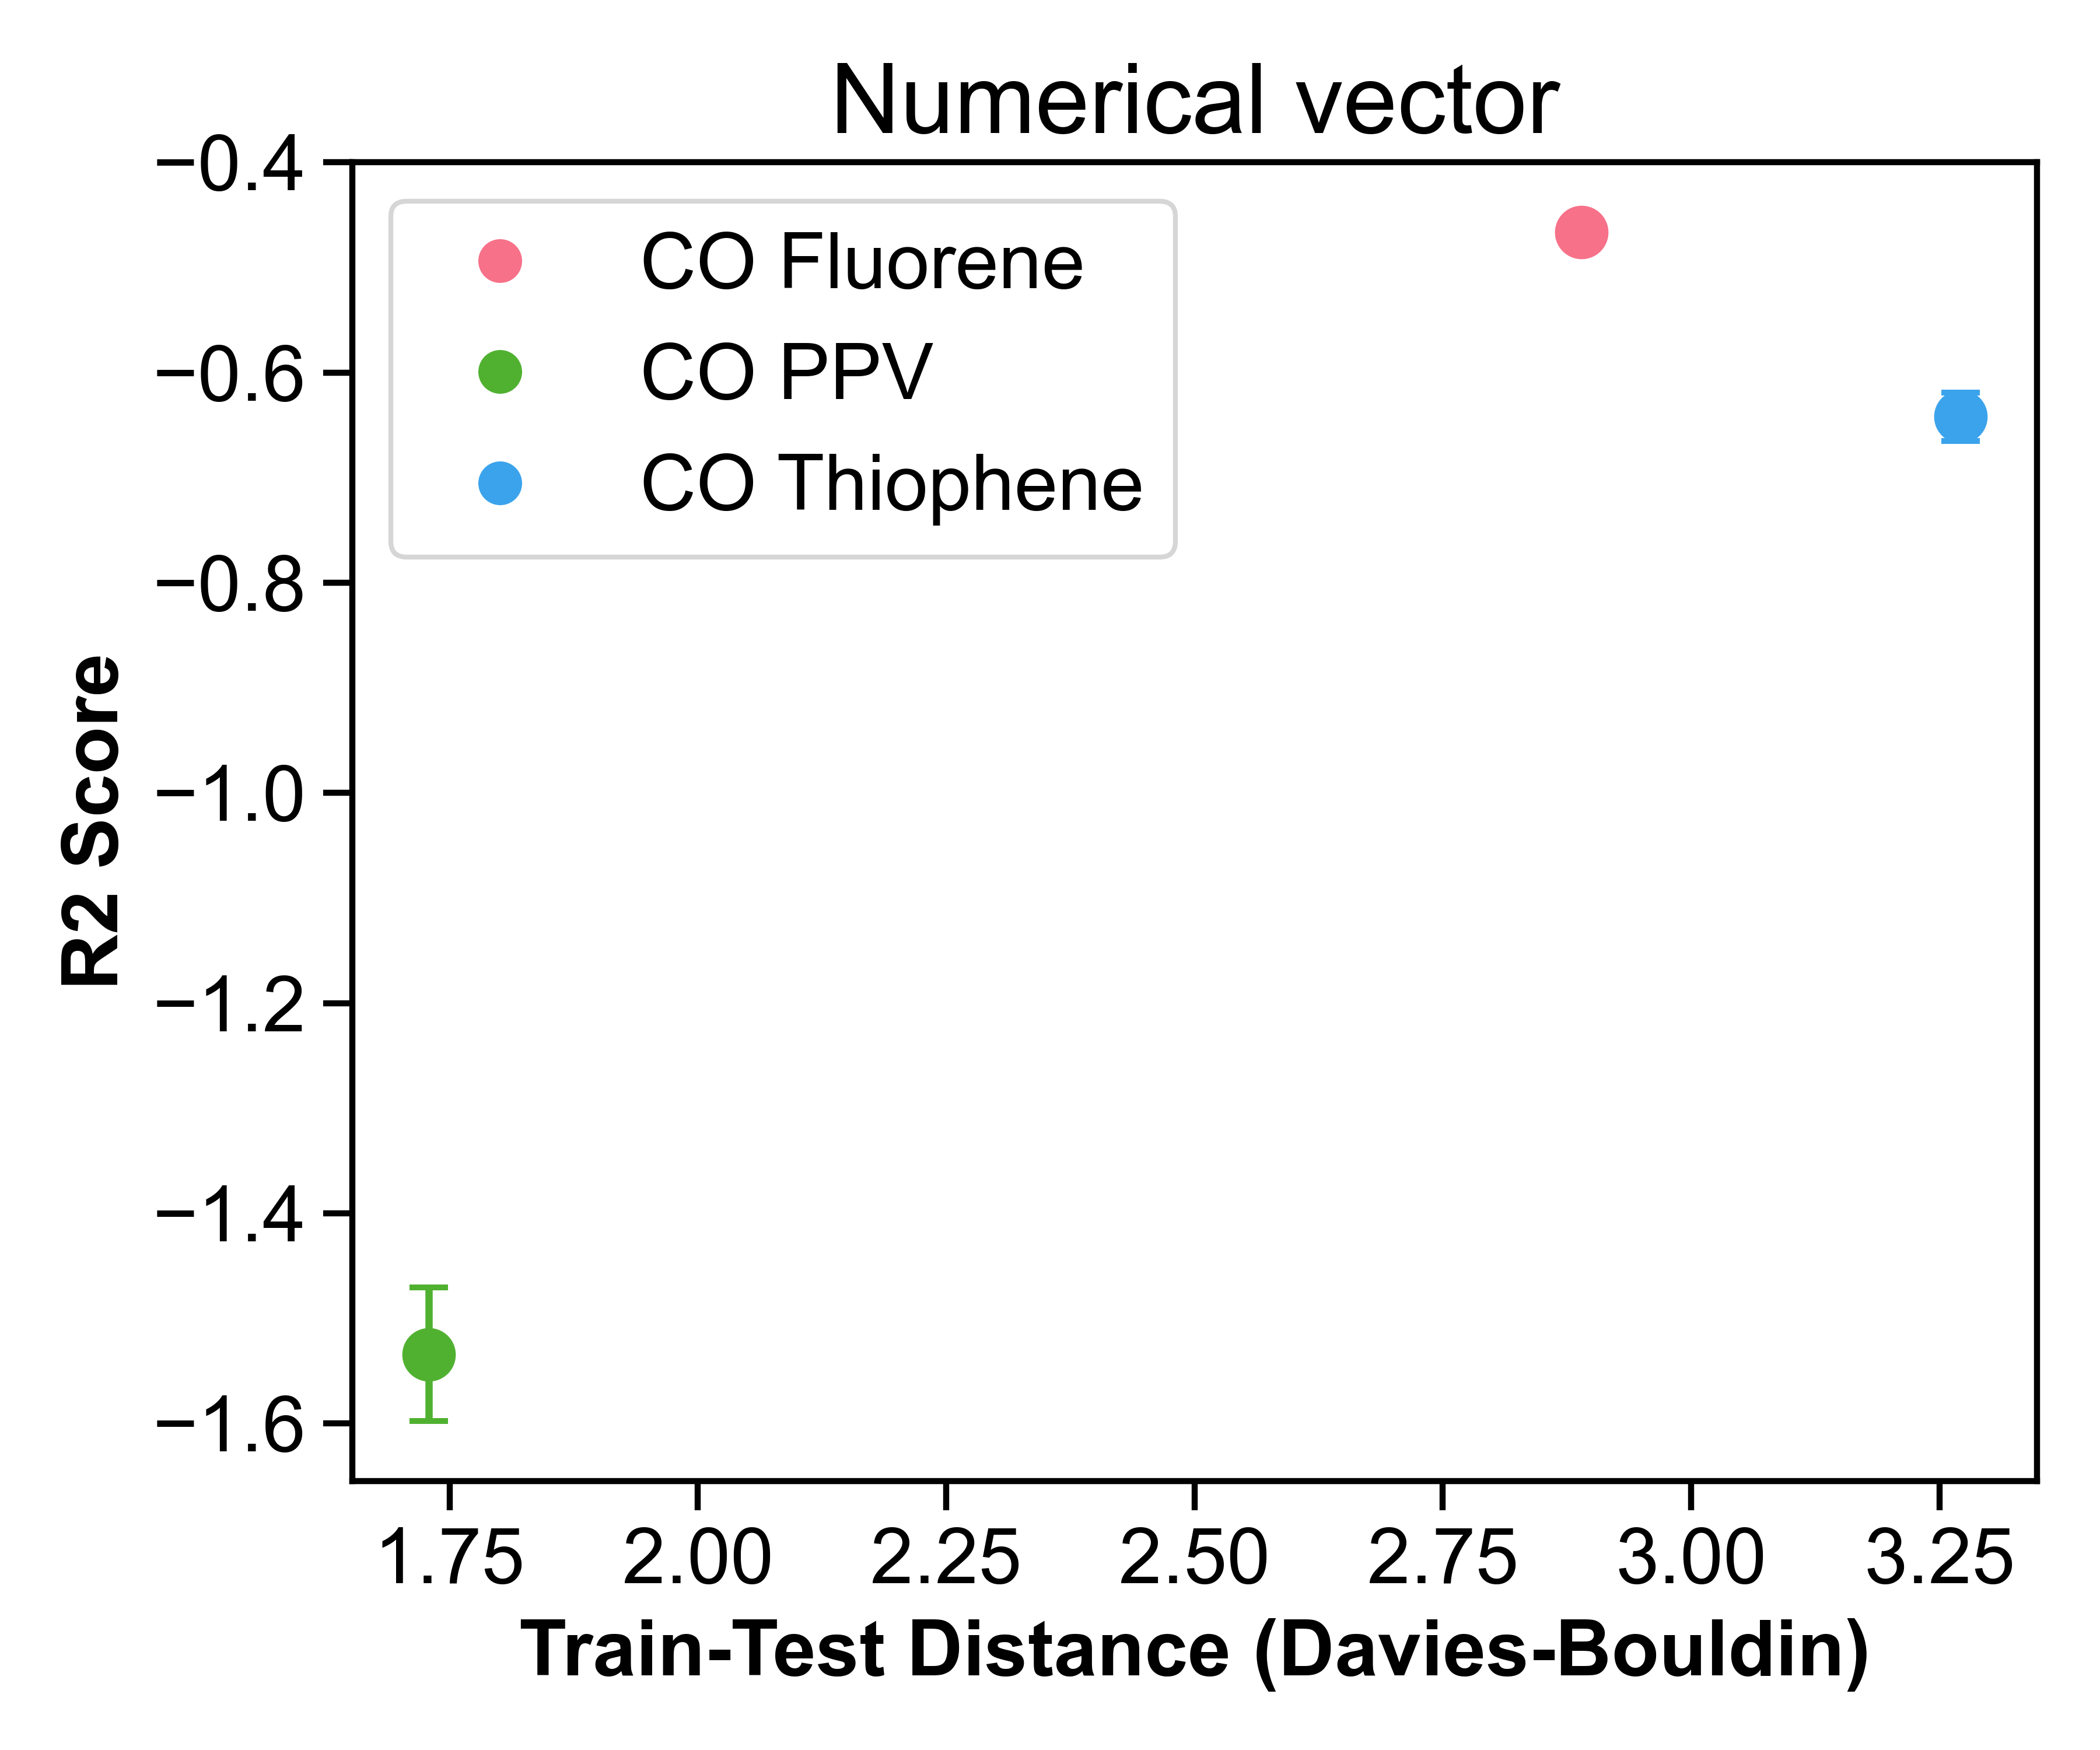 Numerical vector
−0.4
−0.6
−0.8
−1.0
−1.2
−1.4
−1.6
R2 Score
CO Fluorene
CO PPV
CO Thiophene
1.75 2.00 2.25 2.50 2.75 3.00 3.25
Train-Test Distance (Davies-Bouldin)